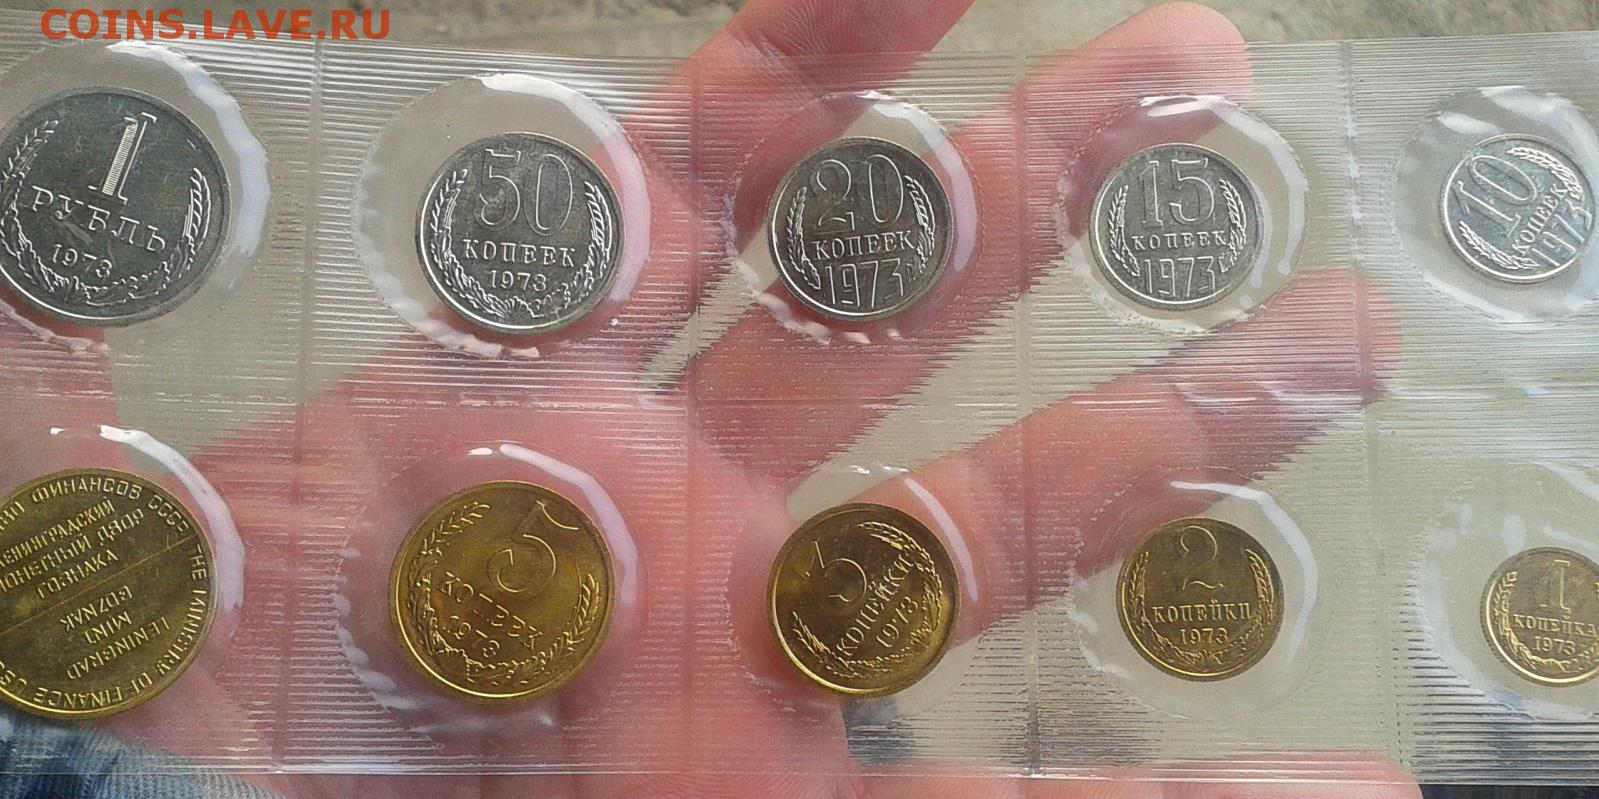 COINS.LAVE.RU
1
РУБЛЬ
1973
50
КОПЕЕК
1973
20
КОПЕЕК
1973
15
КОПЕЕК
1973
10
КОПЕЕК
1973
ФИНАНСОВ СССР
ЛЕНИНГРАДСКИЙ
МОНЕТНЫЙ ДВОР
ГОЗНАКА
THE MINISTRY OF FINANCE
LENINGRAD
MINT
GOZNAK
5
КОПЕЕК
1973
3
КОПЕЙКИ
1973
2
КОПЕЙКИ
1973
1
КОПЕЙКА
1973